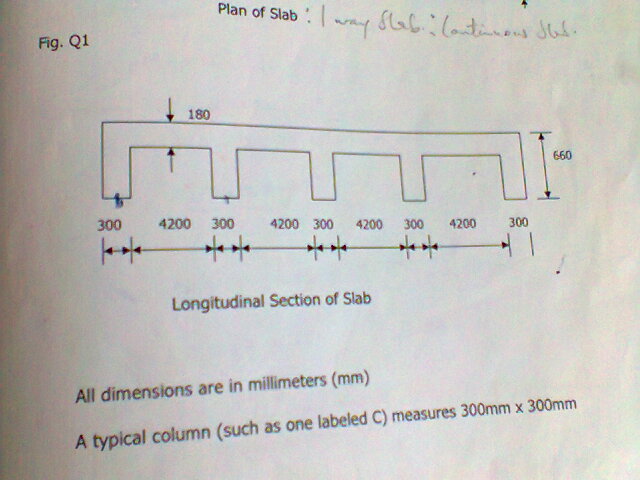 Plan of Slab : 1 way slab : Continuous slab.
Fig. Q1
180
660
300 4200 300 4200 300 4200 300 4200 300
Longitudinal Section of Slab
All dimensions are in millimeters (mm)
A typical column (such as one labeled C) measures 300mm x 300mm